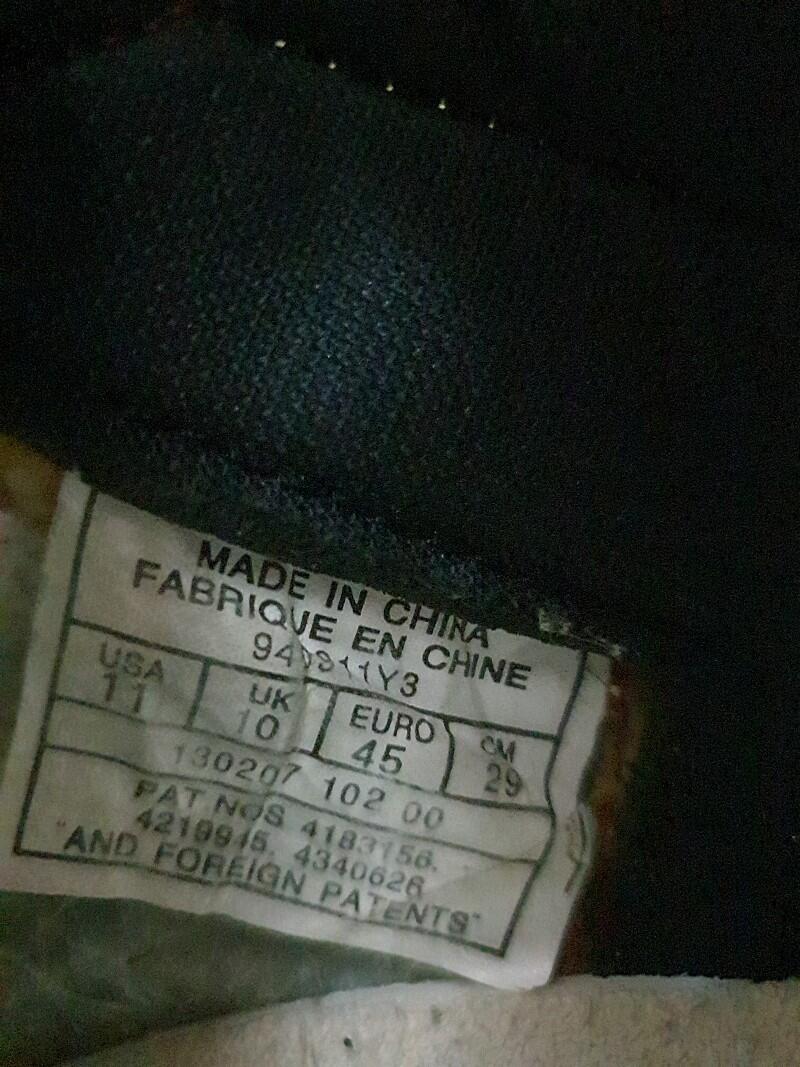 MADE IN CHINA
FABRIQUE EN CHINE
USA UK EURO CM
11 10 45 29
130207 102 00
PAT NOS 4183156,
4219945, 4340626
"AND FOREIGN PATENTS"